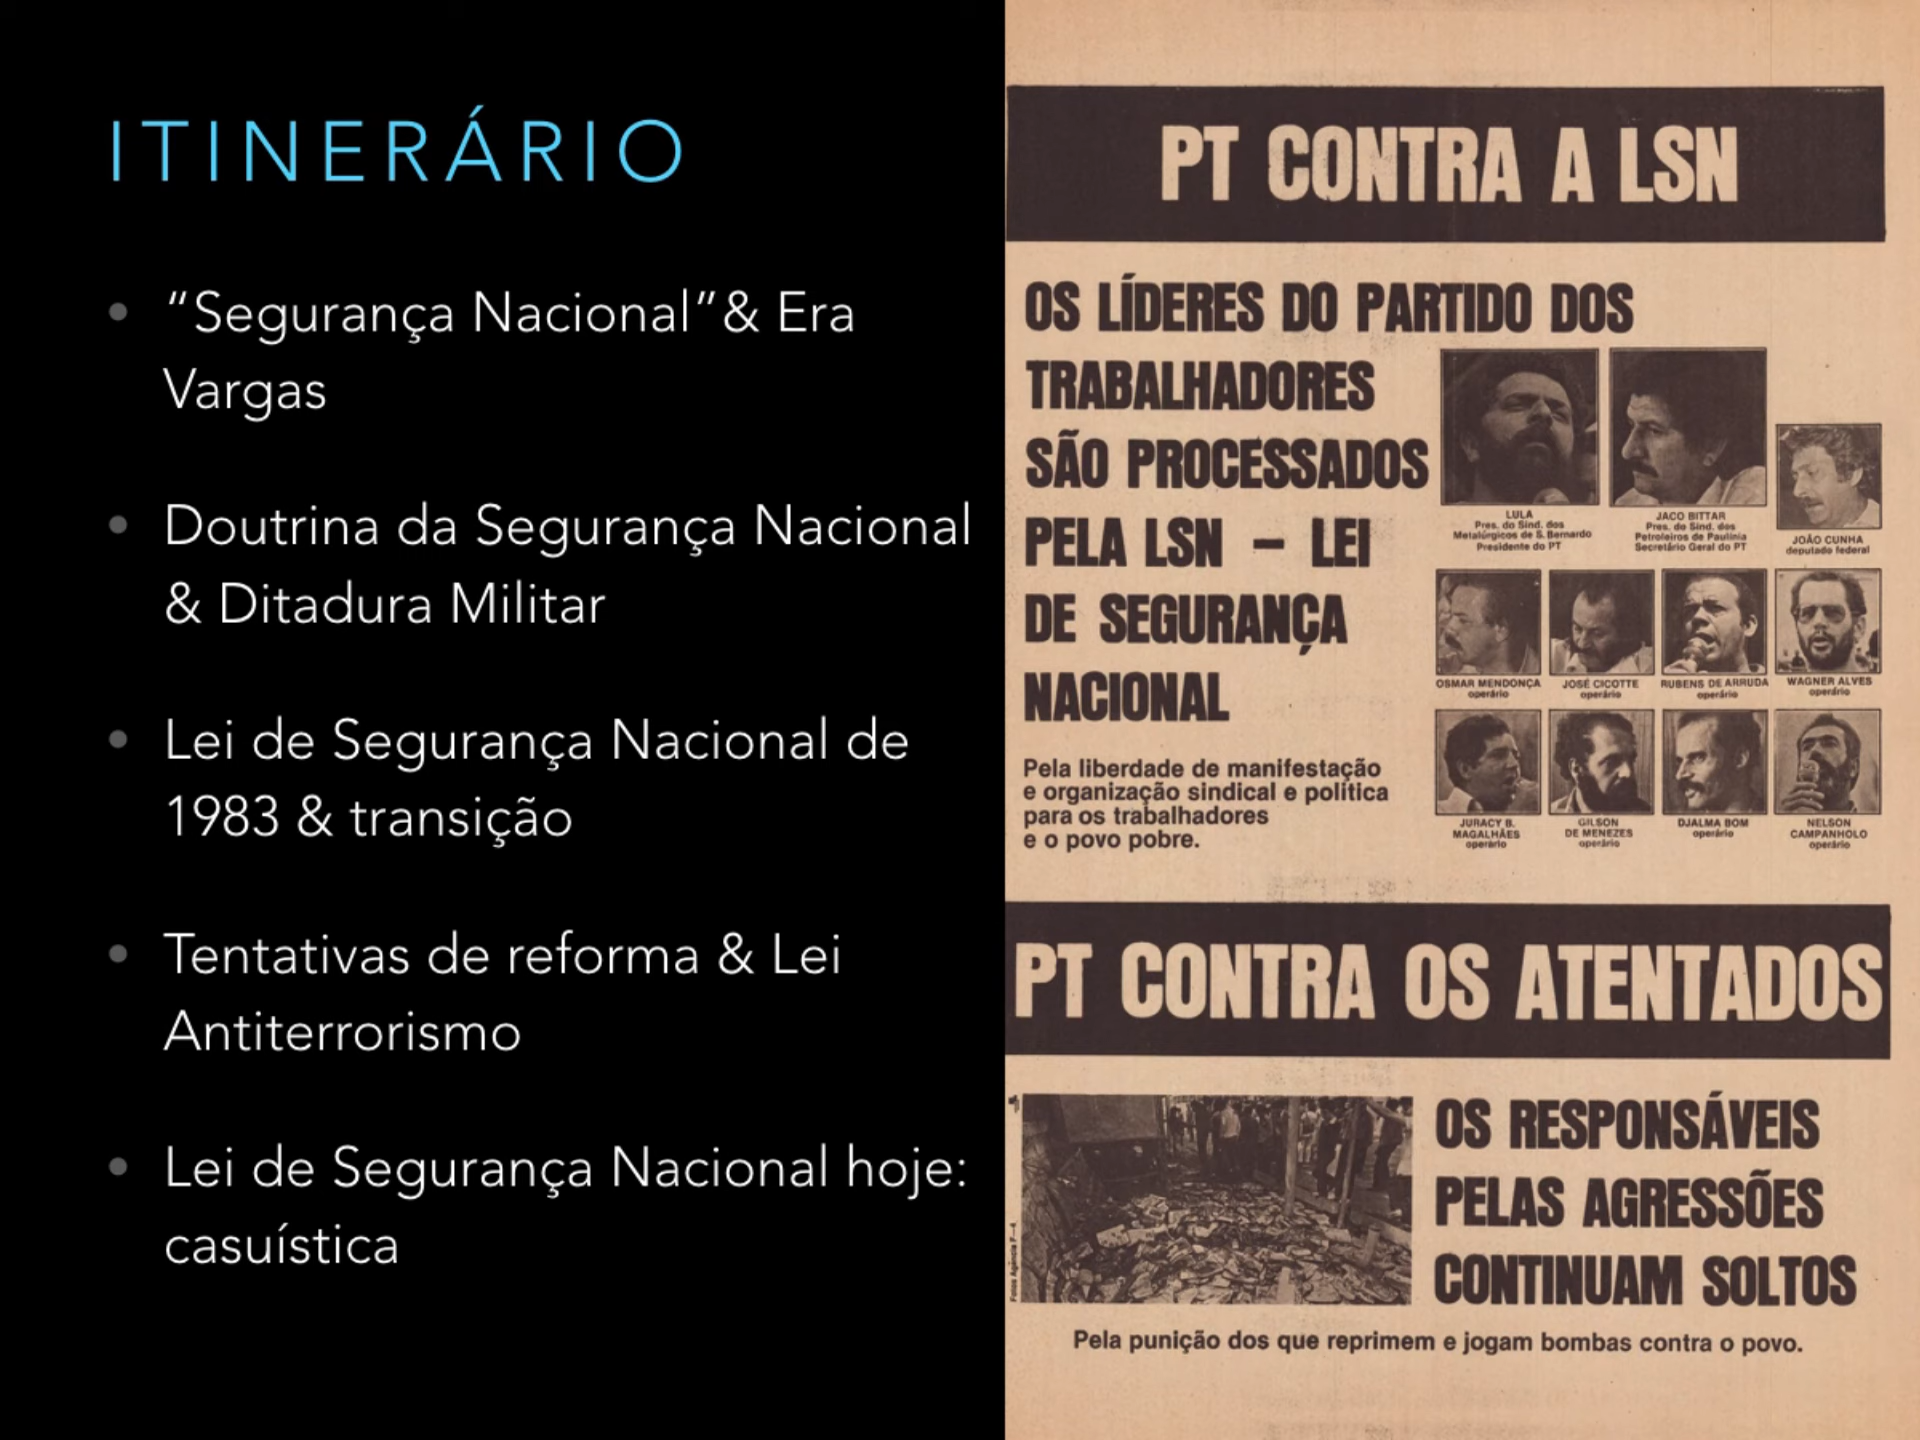 ITINERÁRIO
“Segurança Nacional”& Era
Vargas
Doutrina da Segurança Nacional
& Ditadura Militar
Lei de Segurança Nacional de
1983 & transição
Tentativas de reforma & Lei
Antiterrorismo
Lei de Segurança Nacional hoje:
casuística
PT CONTRA A LSN
OS LÍDERES DO PARTIDO DOS
TRABALHADORES
SÃO PROCESSADOS
PELA LSN – LEI
DE SEGURANÇA
NACIONAL
Pela liberdade de manifestação
e organização sindical e política
para os trabalhadores
e o povo pobre.
LULA
Pres. do Sind. dos
Metalúrgicos de S. Bernardo
Presidente do PT
JACO BITTAR
Pres. do Sind. dos
Petroleiros de Paulínia
Secretário Geral do PT
JOÃO CUNHA
deputado federal
OSMAR MENDONÇA
operário
JOSÉ CICOTTE
operário
RUBENS DE ARRUDA
operário
WAGNER ALVES
operário
JURACY B.
MAGALHÃES
operário
GILSON
DE MENEZES
operário
DJALMA BOM
operário
NELSON
CAMPANHOLO
operário
PT CONTRA OS ATENTADOS
Fotos Agência F-4
OS RESPONSÁVEIS
PELAS AGRESSÕES
CONTINUAM SOLTOS
Pela punição dos que reprimem e jogam bombas contra o povo.